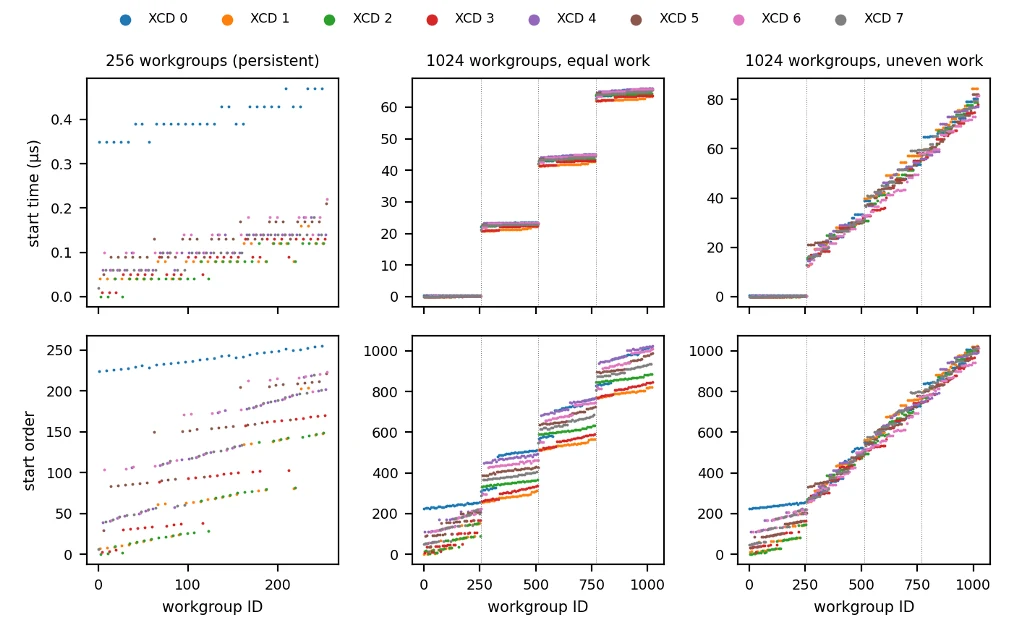 XCD 0 XCD 1 XCD 2 XCD 3 XCD 4 XCD 5 XCD 6 XCD 7
256 workgroups (persistent)
1024 workgroups, equal work
1024 workgroups, uneven work
start time (µs)
0.4
0.3
0.2
0.1
0.0
60
50
40
30
20
10
0
80
60
40
20
0
start order
250
200
150
100
50
0
0 100 200
workgroup ID
1000
800
600
400
200
0
0 250 500 750 1000
workgroup ID
1000
800
600
400
200
0
0 250 500 750 1000
workgroup ID